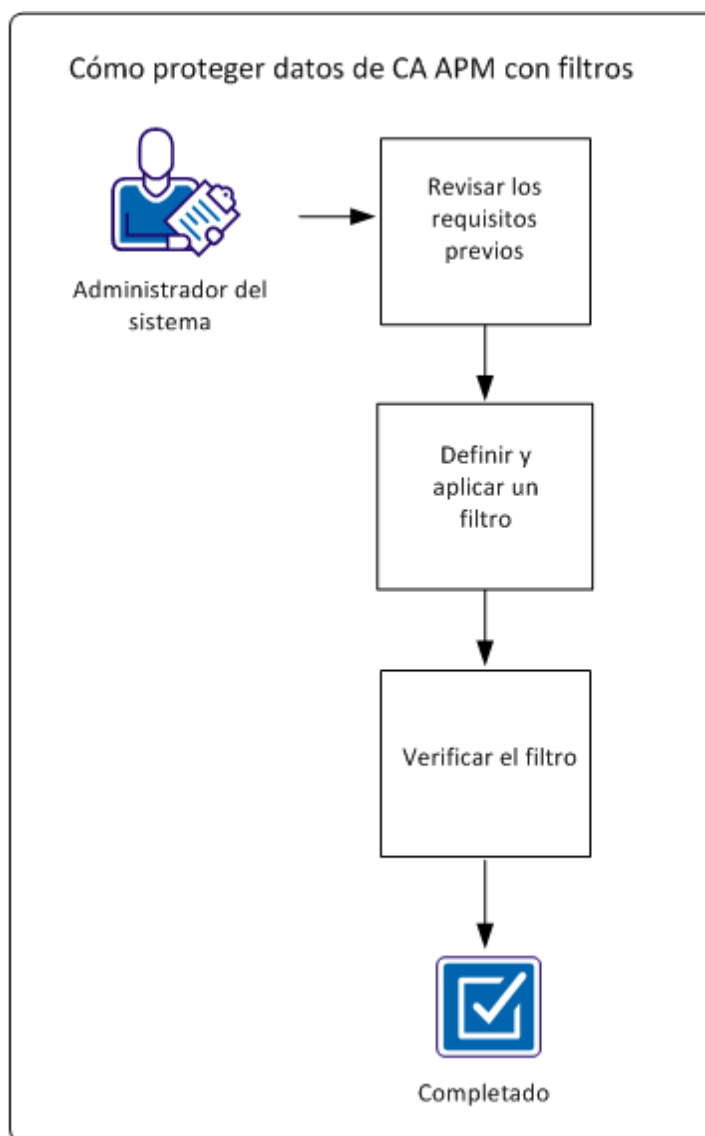 Cómo proteger datos de CA APM con filtros
Administrador del
sistema
Revisar los
requisitos
previos
Definir y
aplicar un
filtro
Verificar el filtro
Completado